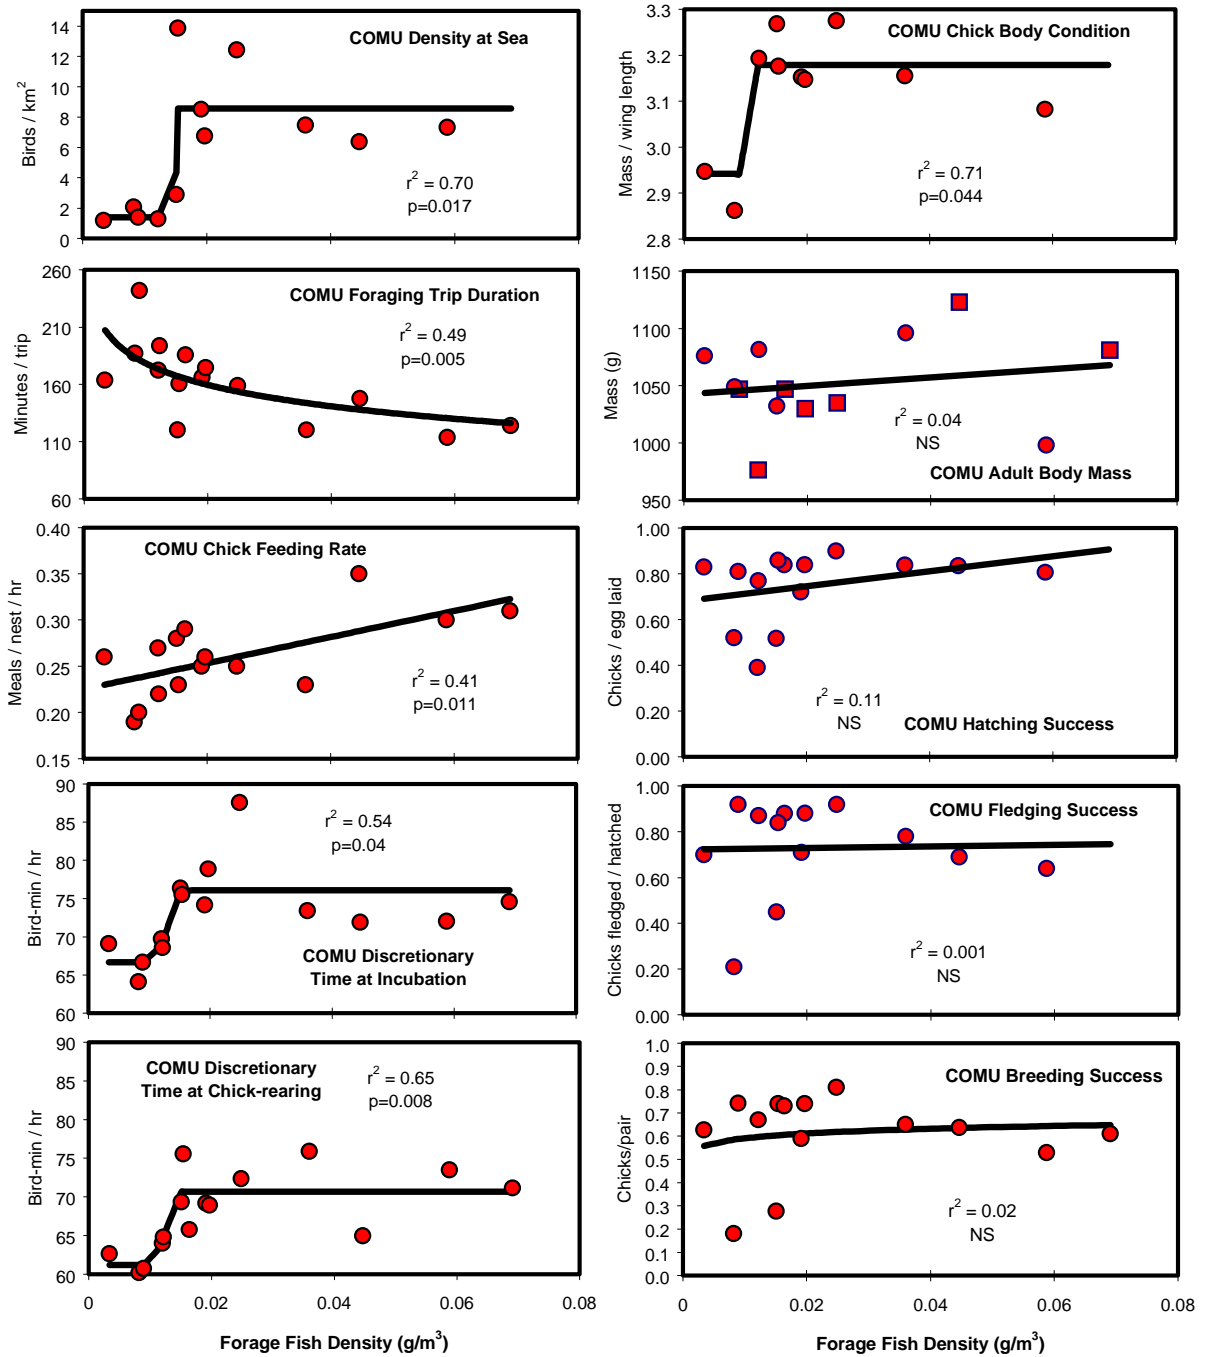 COMU Density at Sea
Birds / km²
14
12
10
8
6
4
2
0
r² = 0.70
p=0.017
COMU Chick Body Condition
Mass / wing length
3.3
3.2
3.1
3.0
2.9
2.8
r² = 0.71
p=0.044
COMU Foraging Trip Duration
Minutes / trip
260
210
160
110
60
r² = 0.49
p=0.005
Mass (g)
1150
1100
1050
1000
950
r² = 0.04
NS
COMU Adult Body Mass
COMU Chick Feeding Rate
Meals / nest / hr
0.40
0.35
0.30
0.25
0.20
0.15
r² = 0.41
p=0.011
Chicks / egg laid
1.00
0.80
0.60
0.40
0.20
0.00
r² = 0.11
NS
COMU Hatching Success
Bird-min / hr
90
85
80
75
70
65
60
r² = 0.54
p=0.04
COMU Discretionary
Time at Incubation
COMU Fledging Success
Chicks fledged / hatched
1.00
0.80
0.60
0.40
0.20
0.00
r² = 0.001
NS
COMU Discretionary
Time at Chick-rearing
Bird-min / hr
90
85
80
75
70
65
60
r² = 0.65
p=0.008
0 0.02 0.04 0.06 0.08
Forage Fish Density (g/m³)
COMU Breeding Success
Chicks/pair
1.0
0.9
0.8
0.7
0.6
0.5
0.4
0.3
0.2
0.1
0.0
r² = 0.02
NS
0 0.02 0.04 0.06 0.08
Forage Fish Density (g/m³)